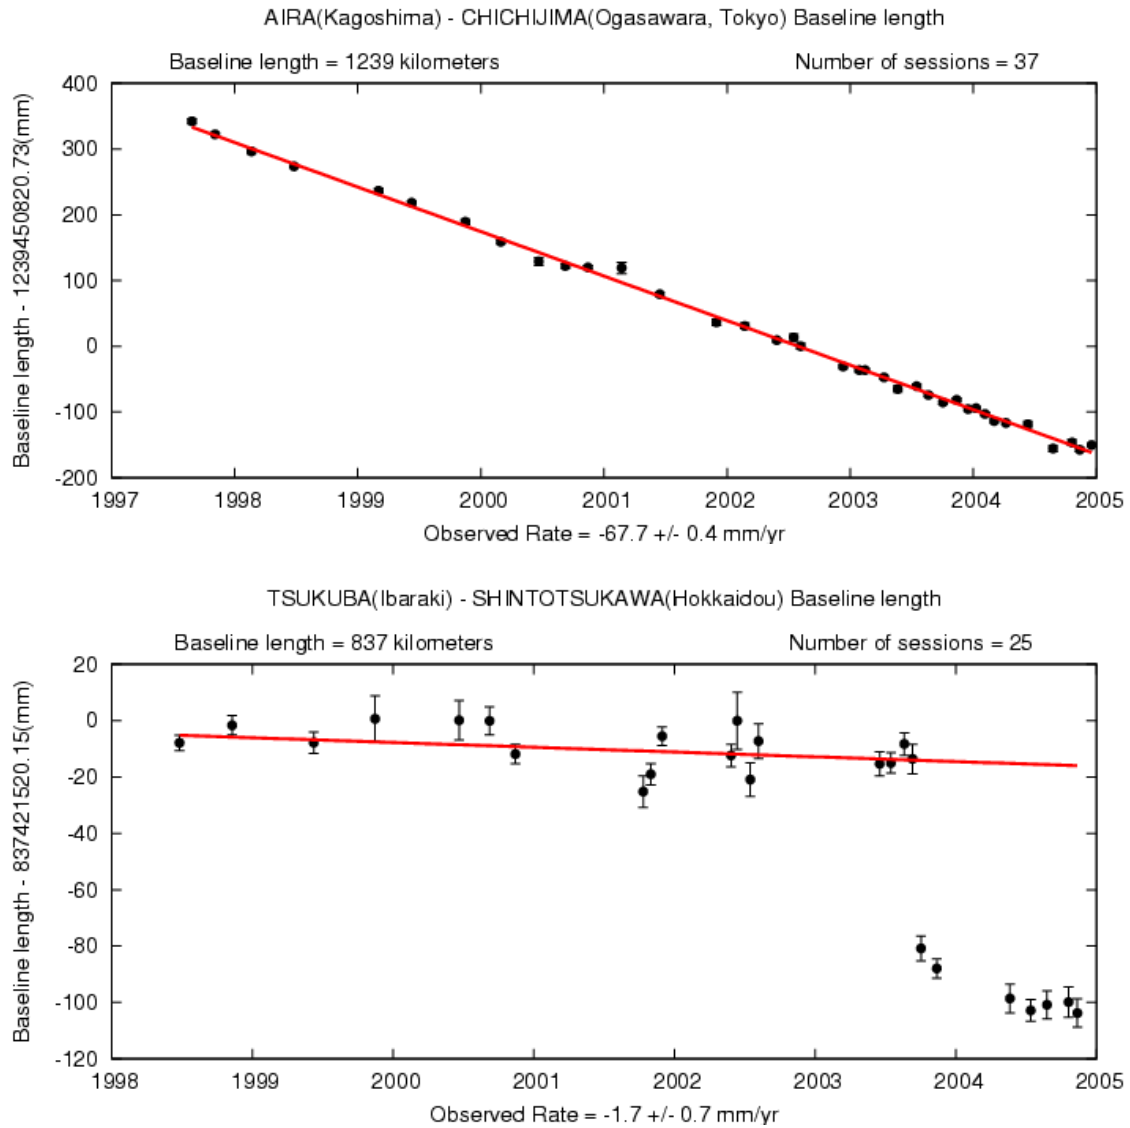 AIRA(Kagoshima) - CHICHIJIMA(Ogasawara, Tokyo) Baseline length
Baseline length = 1239 kilometers
Number of sessions = 37
Baseline length - 1239450820.73(mm)
400
300
200
100
0
-100
-200
1997 1998 1999 2000 2001 2002 2003 2004 2005
Observed Rate = -67.7 +/- 0.4 mm/yr
TSUKUBA(Ibaraki) - SHINTOTSUKAWA(Hokkaidou) Baseline length
Baseline length = 837 kilometers
Number of sessions = 25
Baseline length - 837421520.15(mm)
20
0
-20
-40
-60
-80
-100
-120
1998 1999 2000 2001 2002 2003 2004 2005
Observed Rate = -1.7 +/- 0.7 mm/yr